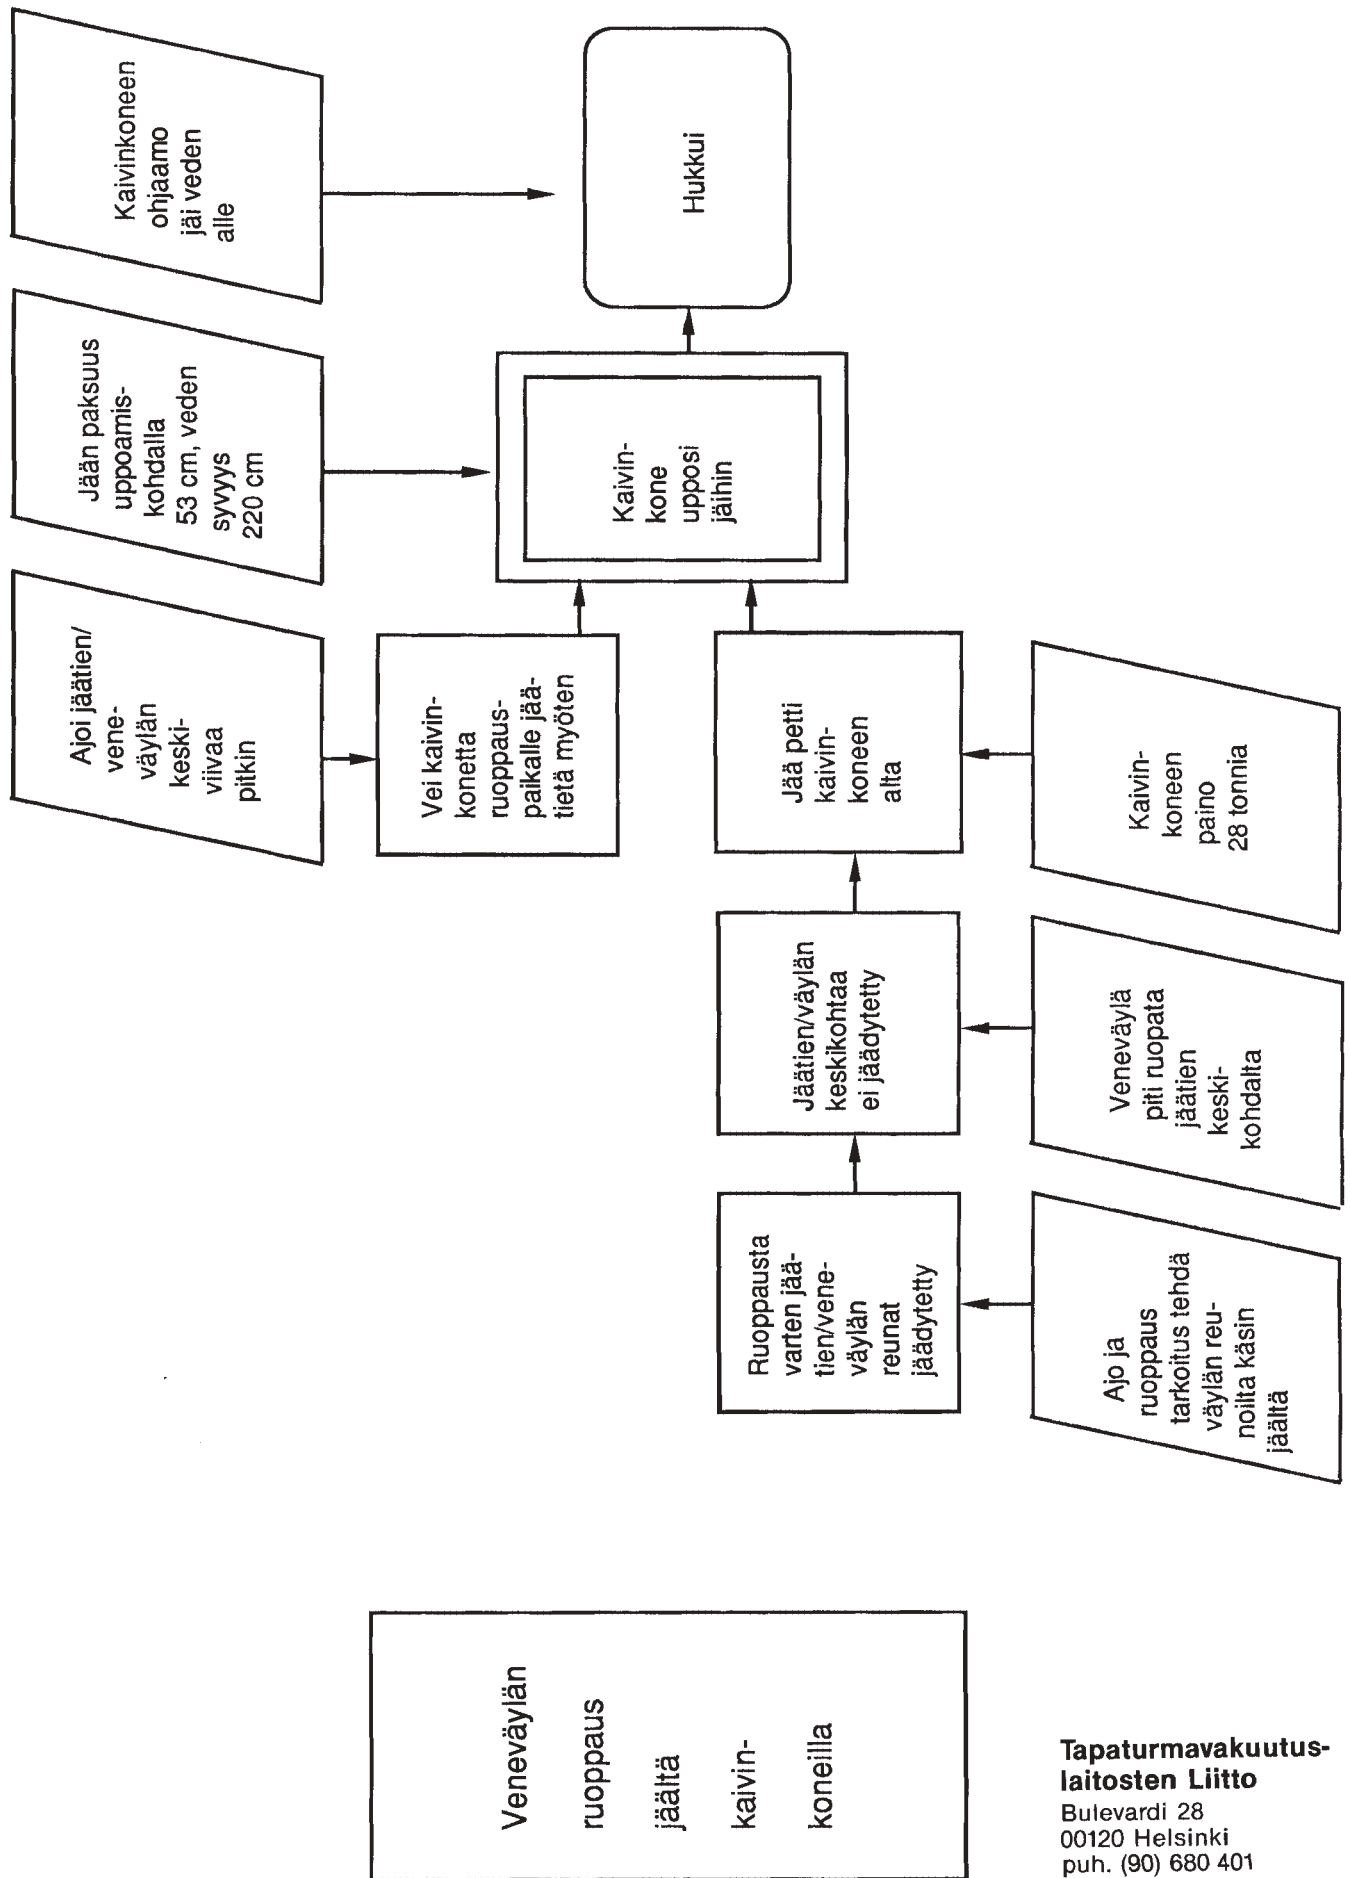 Veneväylän
ruoppaus
jäältä
kaivin-
koneilla
Ajoi jäätien/
vene-
väylän
keski-
viivaa
pitkin
Jään paksuus
uppoamis-
kohdalla
53 cm, veden
syvyys
220 cm
Kaivinkoneen
ohjaamo
jäi veden
alle
Vei kaivin-
konetta
ruoppaus-
paikalle jää-
tietä myöten
Kaivin-
kone
upposi
jäihin
Hukkui
Ruoppausta
varten jää-
tien/vene-
väylän
reunat
jäädytetty
Jäätien/väylän
keskikohtaa
ei jäädytetty
Jää petti
kaivin-
koneen
alta
Ajo ja
ruoppaus
tarkoitus tehdä
väylän reu-
noilta käsin
jäältä
Veneväylä
piti ruopata
jäätien
keski-
kohdalta
Kaivin-
koneen
paino
28 tonnia
Tapaturmavakuutus-
laitosten Liitto
Bulevardi 28
00120 Helsinki
puh. (90) 680 401